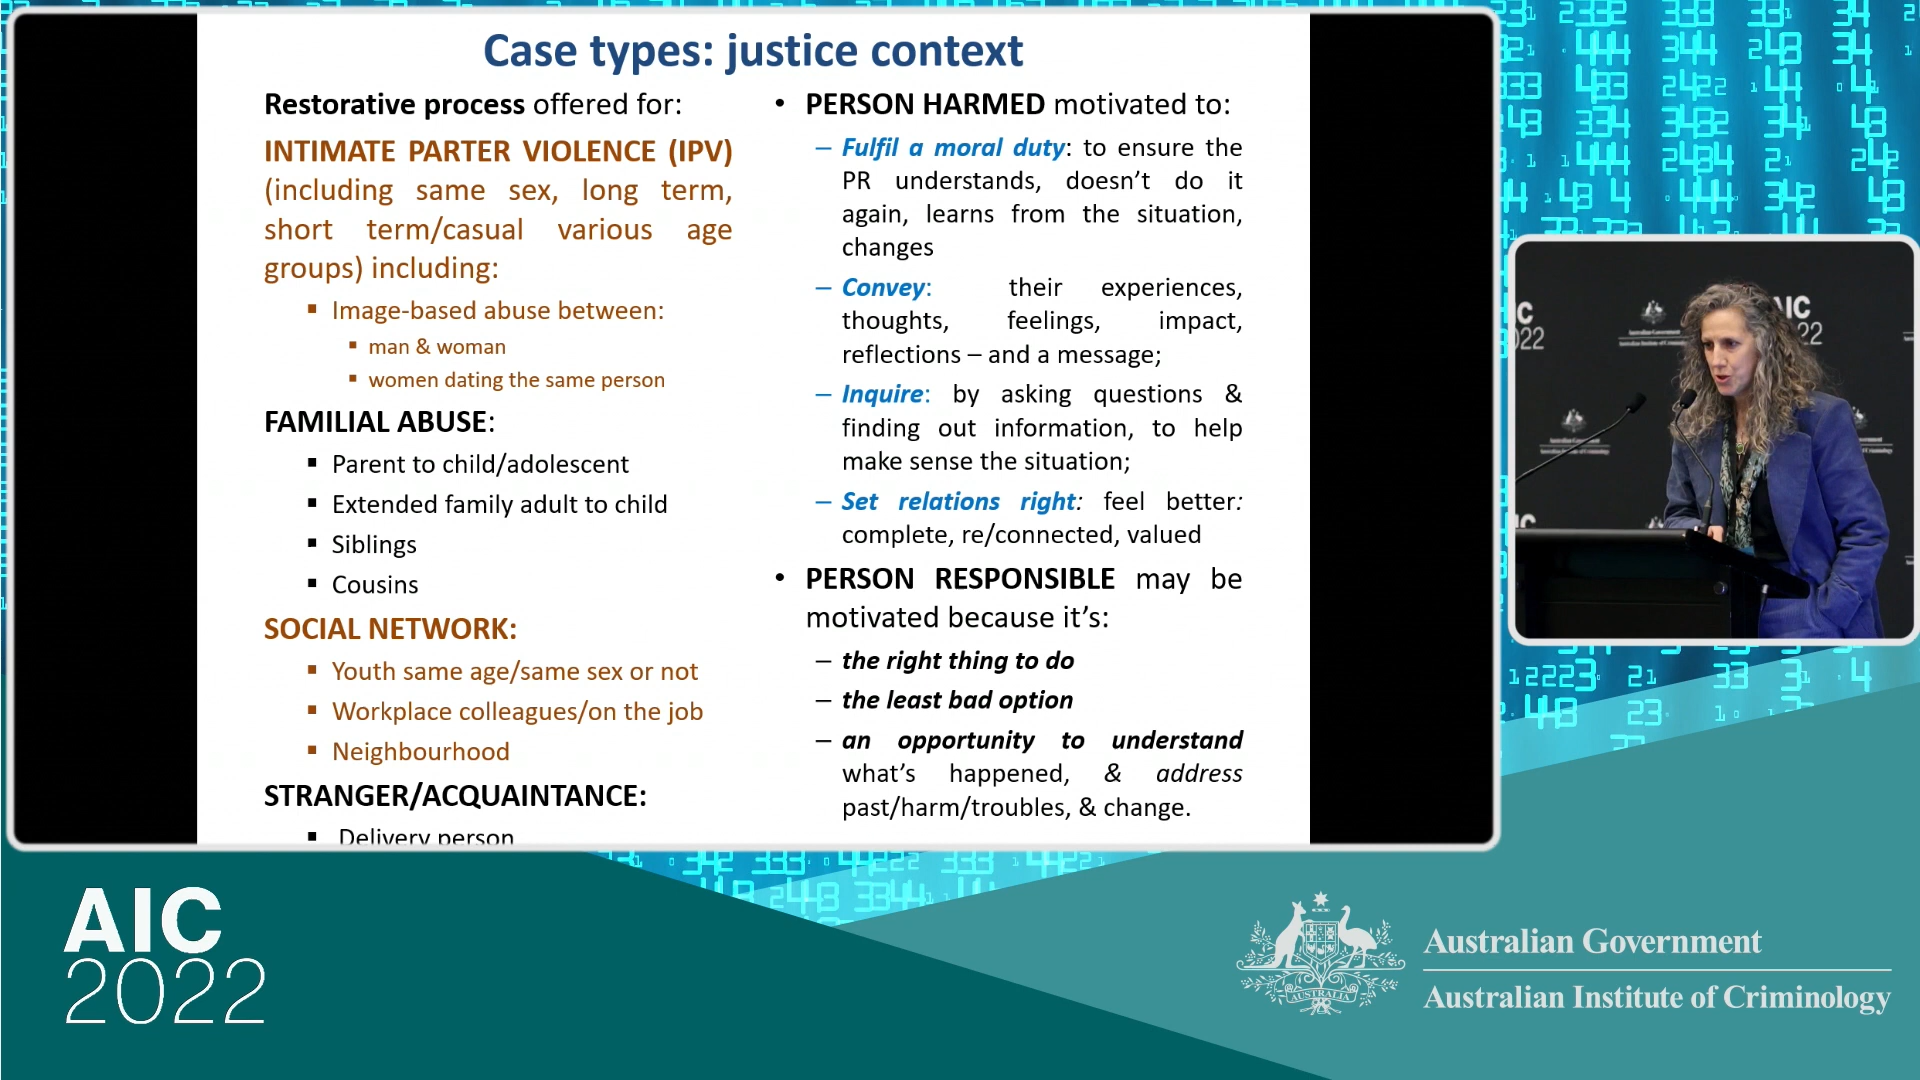 Case types: justice context
Restorative process offered for:
INTIMATE PARTER VIOLENCE (IPV)
(including same sex, long term,
short term/casual various age
groups) including:
▪ Image-based abuse between:
▪ man & woman
▪ women dating the same person
FAMILIAL ABUSE:
▪ Parent to child/adolescent
▪ Extended family adult to child
▪ Siblings
▪ Cousins
SOCIAL NETWORK:
▪ Youth same age/same sex or not
▪ Workplace colleagues/on the job
▪ Neighbourhood
STRANGER/ACQUAINTANCE:
▪ Delivery person
• PERSON HARMED motivated to:
– Fulfil a moral duty: to ensure the
PR understands, doesn't do it
again, learns from the situation,
changes
– Convey: their experiences,
thoughts, feelings, impact,
reflections – and a message;
– Inquire: by asking questions &
finding out information, to help
make sense the situation;
– Set relations right: feel better:
complete, re/connected, valued
• PERSON RESPONSIBLE may be
motivated because it's:
– the right thing to do
– the least bad option
– an opportunity to understand
what's happened, & address
past/harm/troubles, & change.
AIC
2022
AUSTRALIA
Australian Government
Australian Institute of Criminology